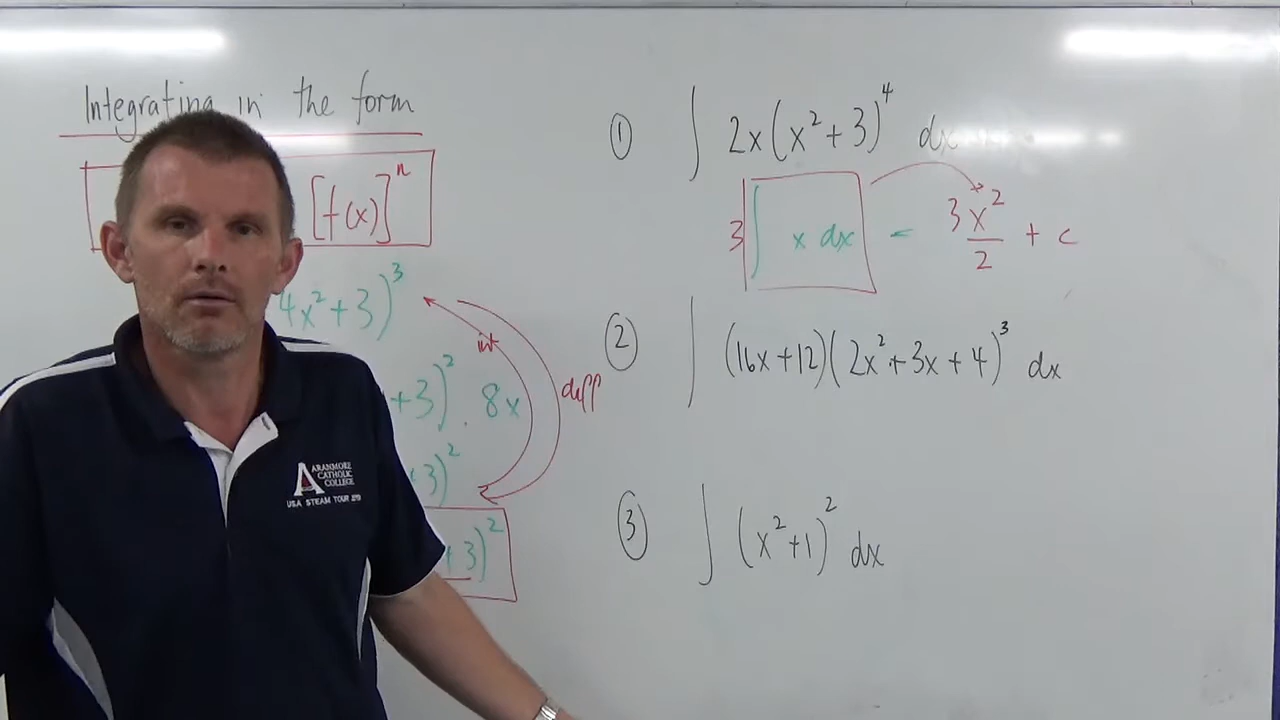 Integrating in the form
[f(x)]ⁿ
4x² + 3)³
int
diff
+3)² . 8x
+3)²
+ 3)²
ARANMORE
CATHOLIC
COLLEGE
USA STEAM TOUR 2019
① ∫ 2x(x² + 3)⁴ dx
3 ∫ x dx = 3x²/2 + c
② ∫ (16x+12)(2x²+3x+4)³ dx
③ ∫ (x²+1)² dx